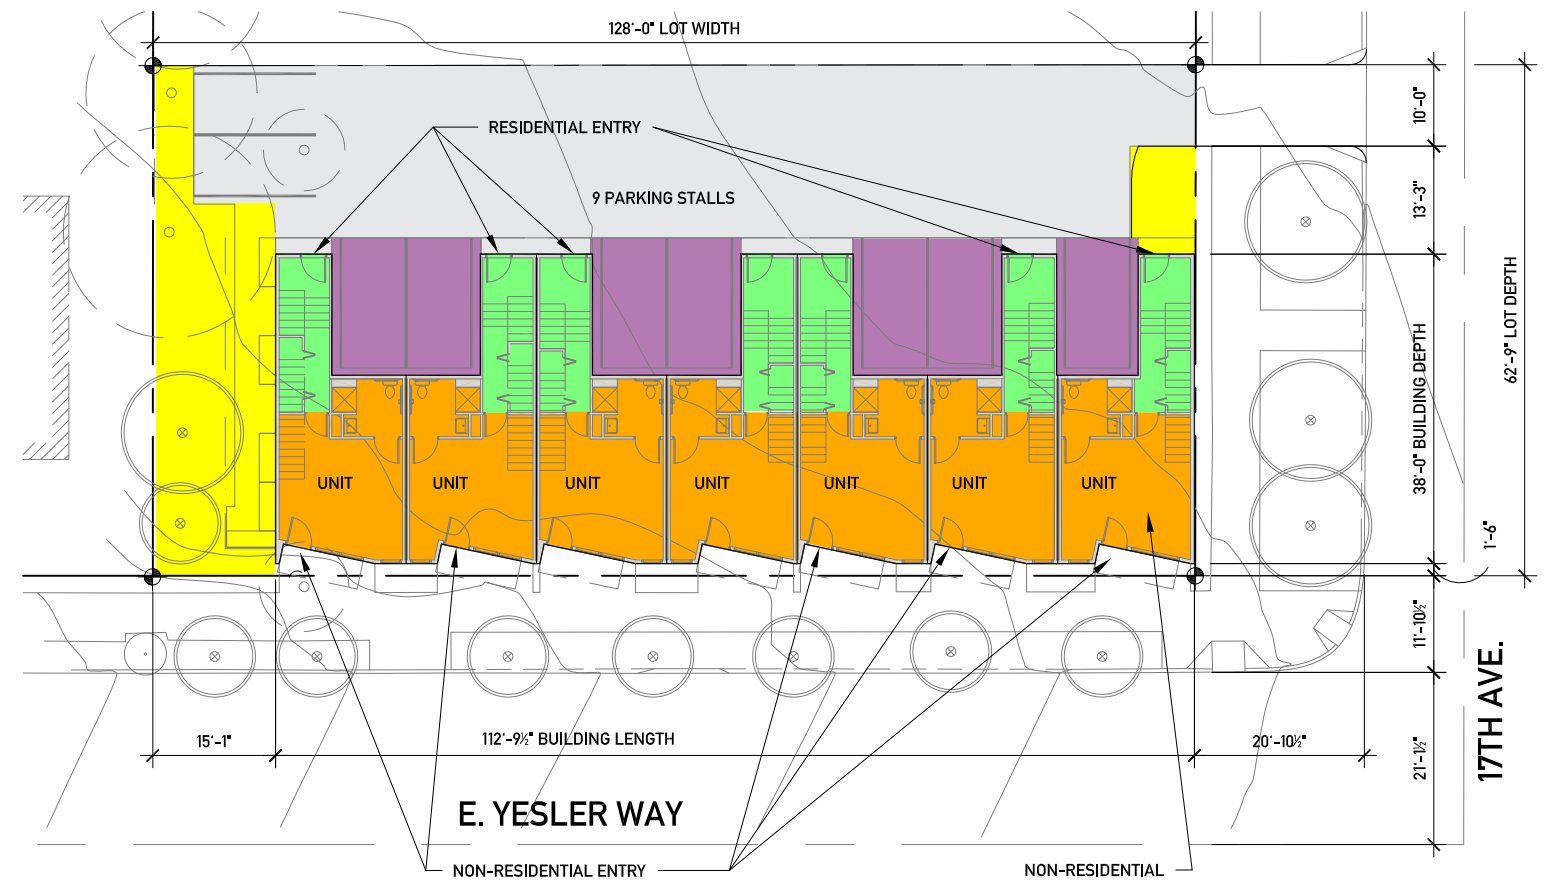 128'-0" LOT WIDTH
RESIDENTIAL ENTRY
9 PARKING STALLS
10'-0"
13'-3"
62'-9" LOT DEPTH
38'-0" BUILDING DEPTH
UNIT
UNIT
UNIT
UNIT
UNIT
UNIT
UNIT
1'-6"
11'-10½"
15'-1"
112'-9½" BUILDING LENGTH
20'-10½"
21'-1½"
17TH AVE.
E. YESLER WAY
NON-RESIDENTIAL ENTRY
NON-RESIDENTIAL